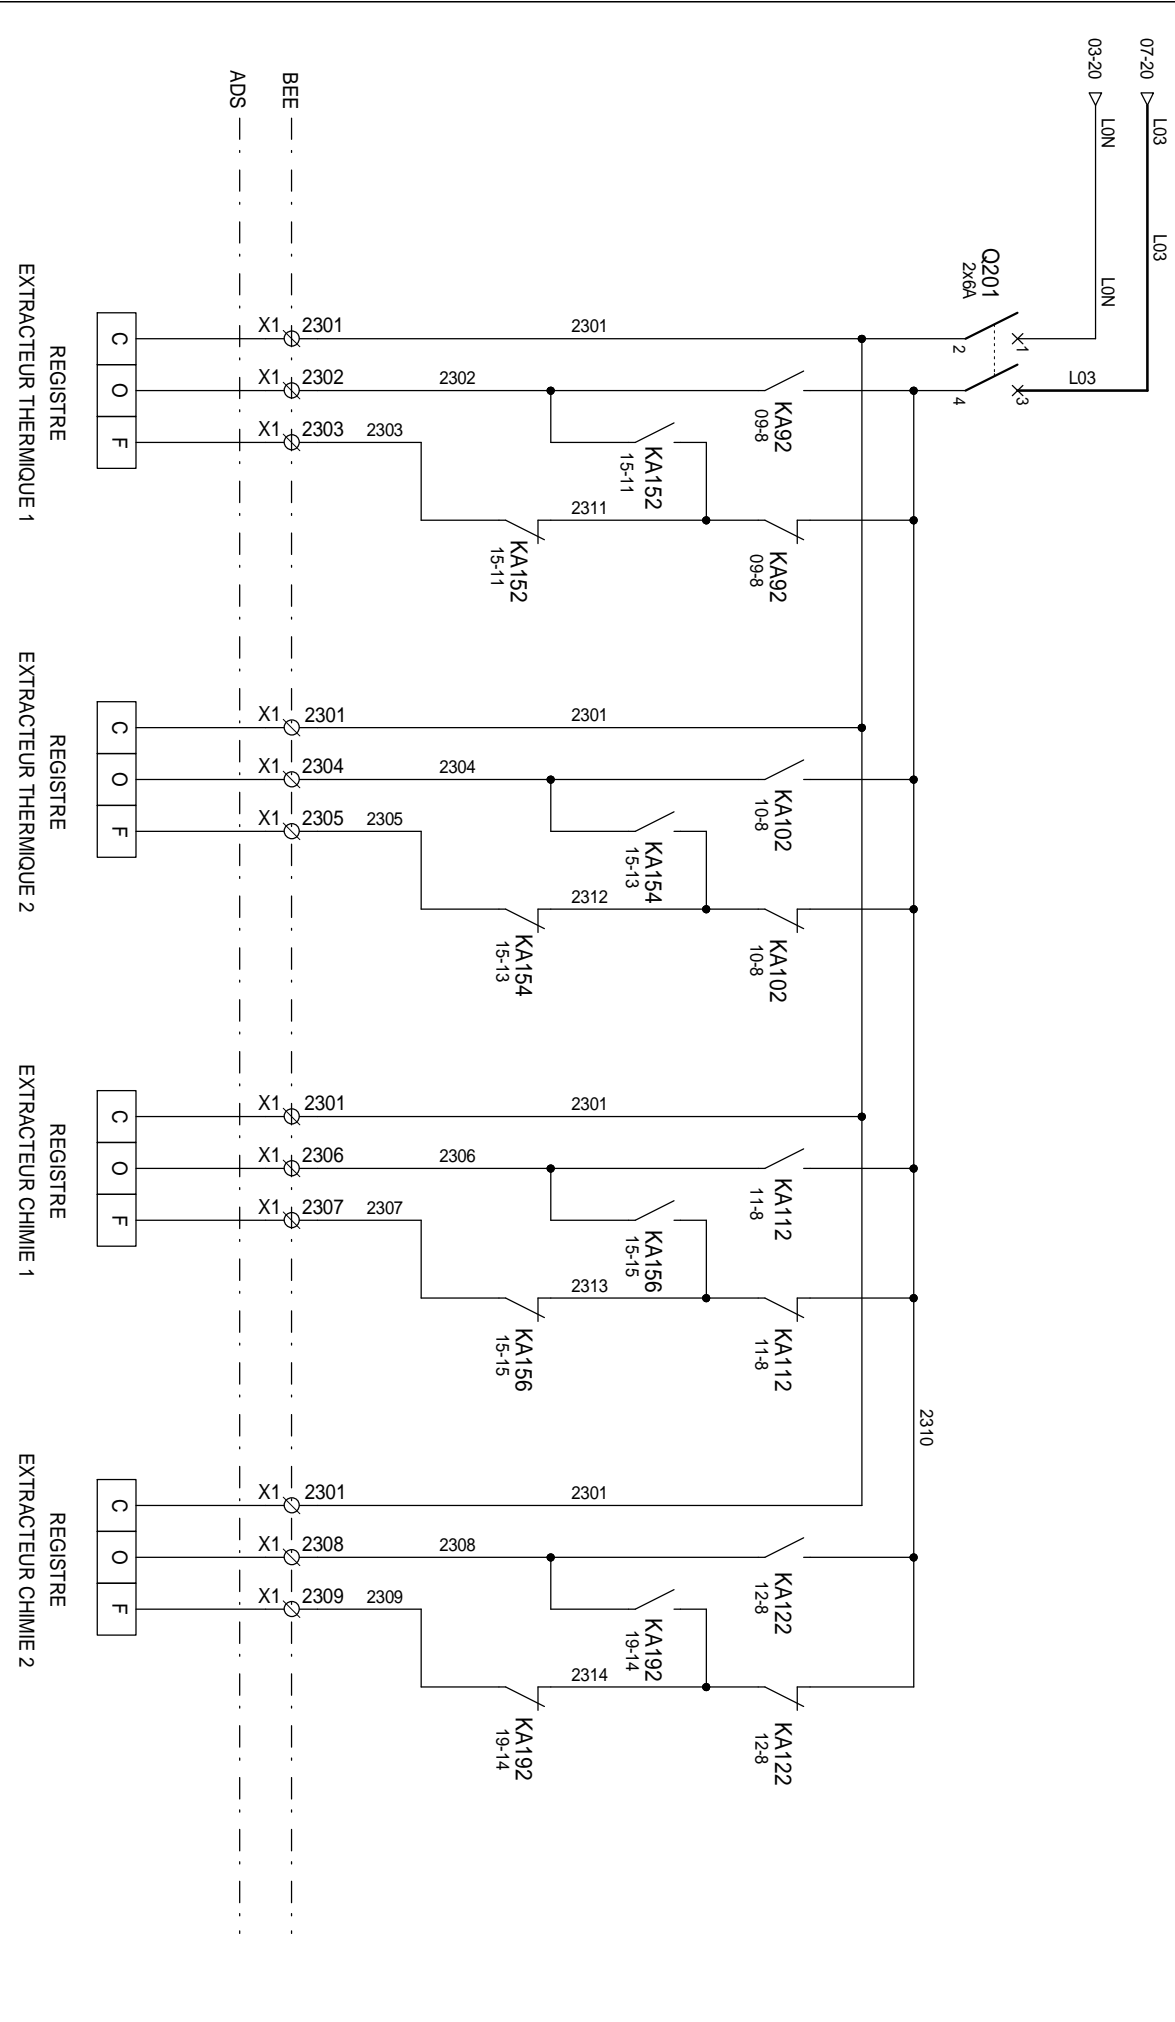 07-20
L03
L03
03-20
L0N
L0N
Q201
2x6A
1
2
3
4
L03
2310
KA92
09-8
KA92
09-8
KA102
10-8
KA102
10-8
KA112
11-8
KA112
11-8
KA122
12-8
KA122
12-8
KA152
15-11
KA154
15-13
KA156
15-15
KA192
19-14
2301
2311
2301
2312
2301
2313
2301
2314
KA152
15-11
KA154
15-13
KA156
15-15
KA192
19-14
2302
2303
2304
2305
2306
2307
2308
2309
BEE
X1 2301
X1 2302
X1 2303
X1 2301
X1 2304
X1 2305
X1 2301
X1 2306
X1 2307
X1 2301
X1 2308
X1 2309
ADS
C O F
C O F
C O F
C O F
REGISTRE
EXTRACTEUR THERMIQUE 1
REGISTRE
EXTRACTEUR THERMIQUE 2
REGISTRE
EXTRACTEUR CHIMIE 1
REGISTRE
EXTRACTEUR CHIMIE 2